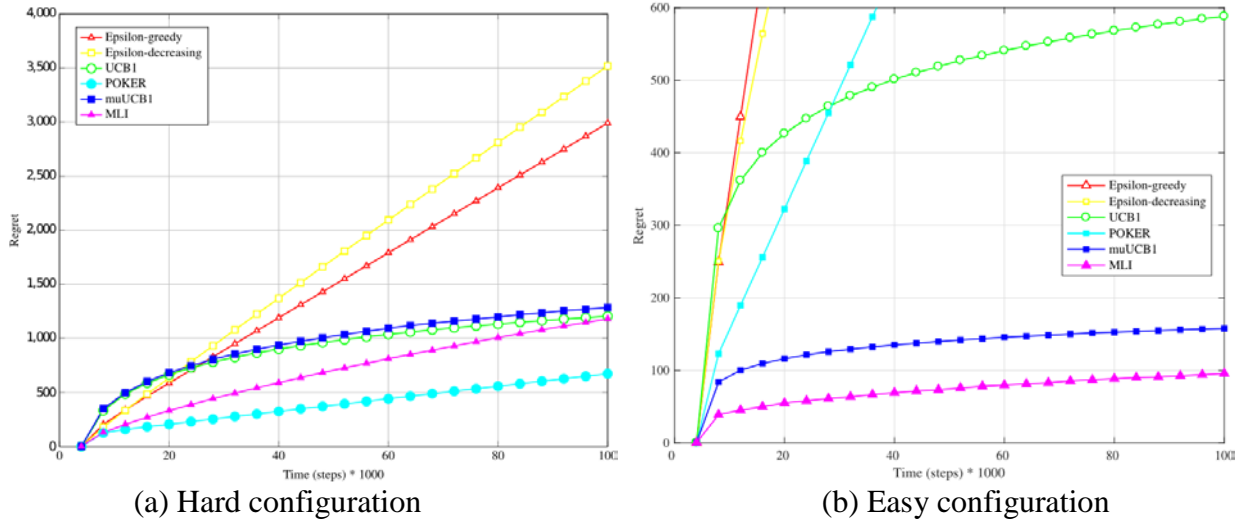 4,000
3,500
3,000
2,500
2,000
1,500
1,000
500
0
Regret
Epsilon-greedy
Epsilon-decreasing
UCB1
POKER
muUCB1
MLI
0 20 40 60 80 100
Time (steps) * 1000
(a) Hard configuration
600
500
400
300
200
100
0
Regret
Epsilon-greedy
Epsilon-decreasing
UCB1
POKER
muUCB1
MLI
0 20 40 60 80 100
Time (steps) * 1000
(b) Easy configuration